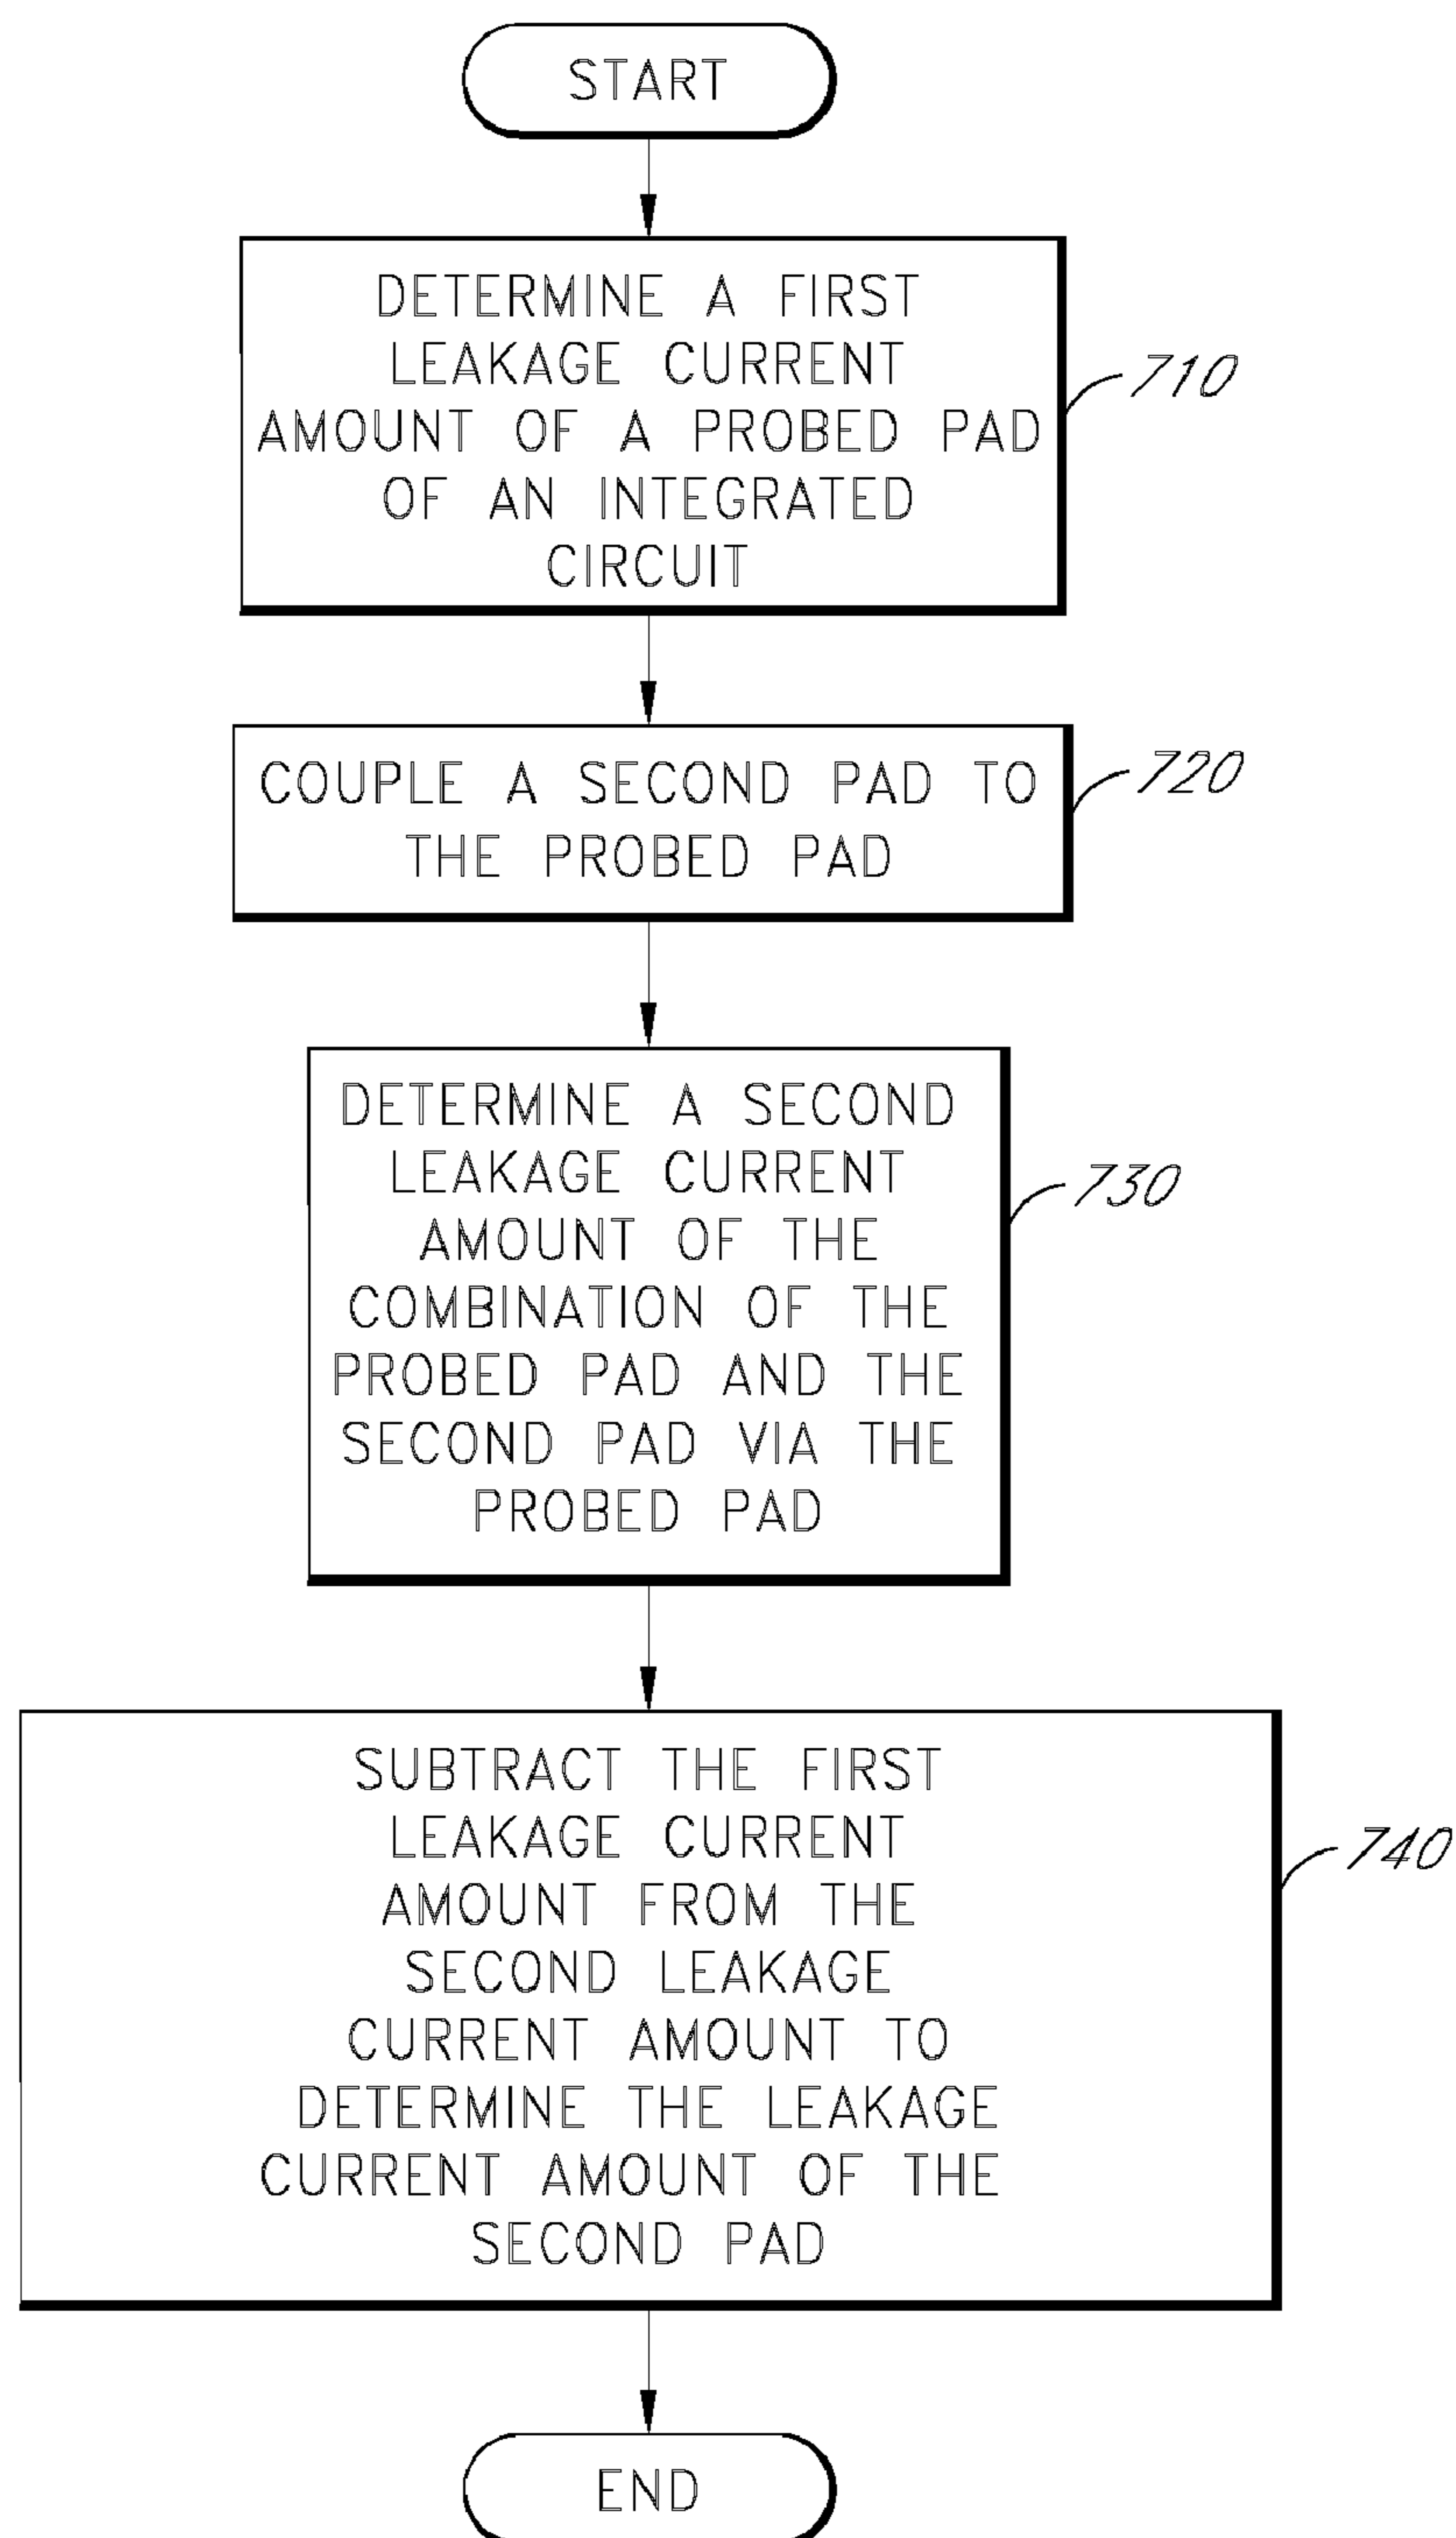 START
DETERMINE A FIRST
LEAKAGE CURRENT
AMOUNT OF A PROBED PAD
OF AN INTEGRATED
CIRCUIT
710
COUPLE A SECOND PAD TO
THE PROBED PAD
720
DETERMINE A SECOND
LEAKAGE CURRENT
AMOUNT OF THE
COMBINATION OF THE
PROBED PAD AND THE
SECOND PAD VIA THE
PROBED PAD
730
SUBTRACT THE FIRST
LEAKAGE CURRENT
AMOUNT FROM THE
SECOND LEAKAGE
CURRENT AMOUNT TO
DETERMINE THE LEAKAGE
CURRENT AMOUNT OF THE
SECOND PAD
740
END